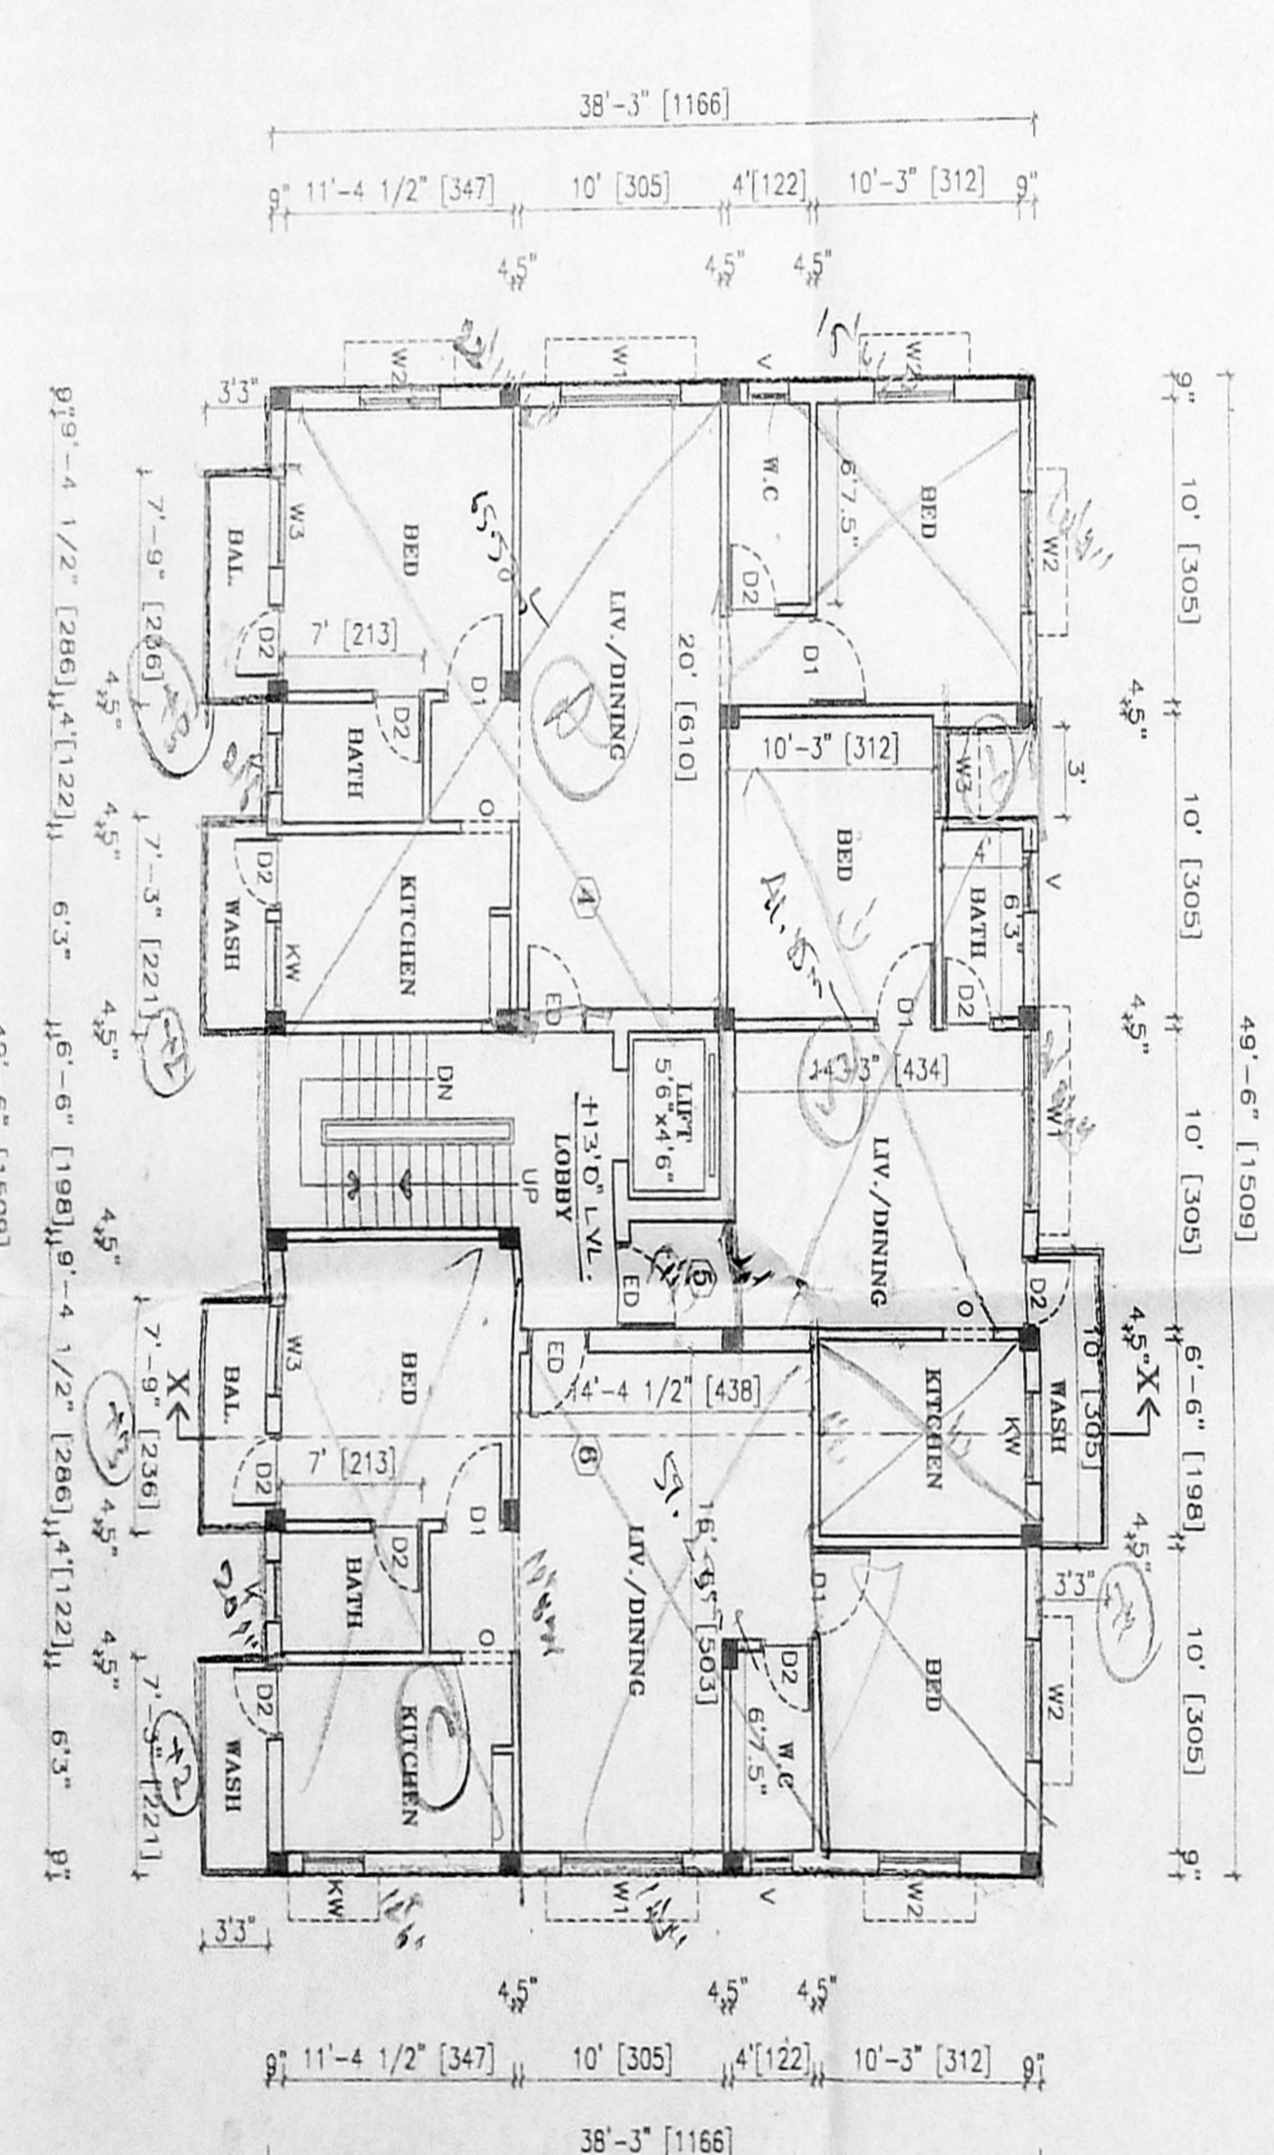 38'-3" [1166]
9" 11'-4 1/2" [347] 10' [305] 4'[122] 10'-3" [312] 9"
4.5" 4.5" 4.5"
W2 W1 V W2
3'3"
9" 9'-4 1/2" [286] 4'[122] 6'3" 6'-6" [198] 9'-4 1/2" [286] 4'[122] 6'3" 9"
7'-9" [236] 7'-3" [221] 7'-9" [236] 7'-3" [221]
4.5" 4.5" 4.5" 4.5" 4.5" 4.5"
BAL.
W3
D2
BED
7' [213]
D1
LIV./DINING
20' [610]
W.C
D2
6'7.5"
BED
D1
W2
BATH
D2
O
10'-3" [312]
W3
3'
BED
BATH
4'
6'3"
V
D2
D1
WASH
D2
KW
KITCHEN
4
ED
DN
UP
LOBBY
+13'0" LVL.
LIFT
5'6"x4'6"
14'-3" [434]
LIV./DINING
W1
5
ED
O
D2
WASH
10' [305]
X
BAL.
W3
D2
BED
7' [213]
D1
ED
14'-4 1/2" [438]
6
LIV./DINING
16'-6" [503]
KITCHEN
KW
X
BATH
D2
V
O
D1
D2
W.C
6'7.5"
BED
3'3"
W2
WASH
D2
KITCHEN
C
KW W1 V W2
3'3"
9" 10' [305] 10' [305] 10' [305] 6'-6" [198] 10' [305] 9"
4.5" 4.5" 4.5" 4.5"
49'-6" [1509]
4.5" 4.5" 4.5"
9" 11'-4 1/2" [347] 10' [305] 4'[122] 10'-3" [312] 9"
38'-3" [1166]